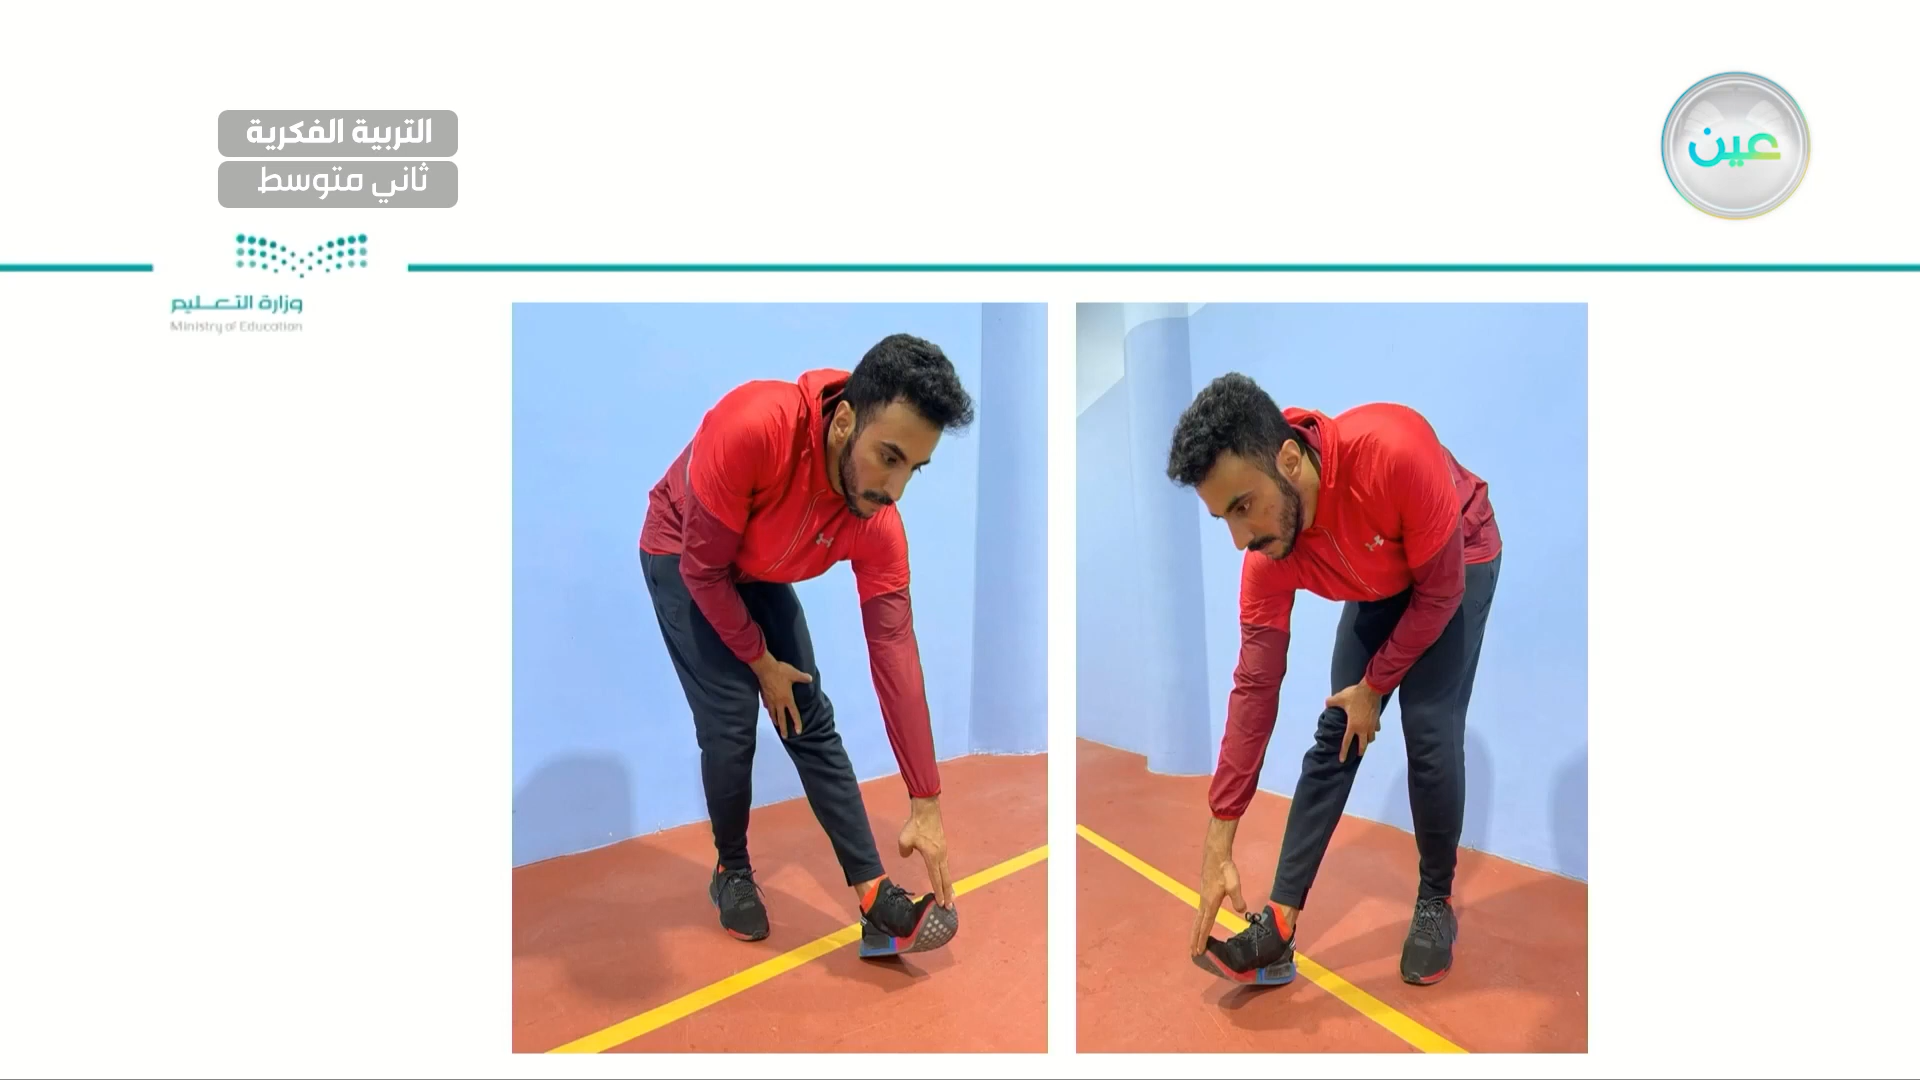 التربية الفكرية
ثاني متوسط
عين
وزارة التعليم
Ministry of Education